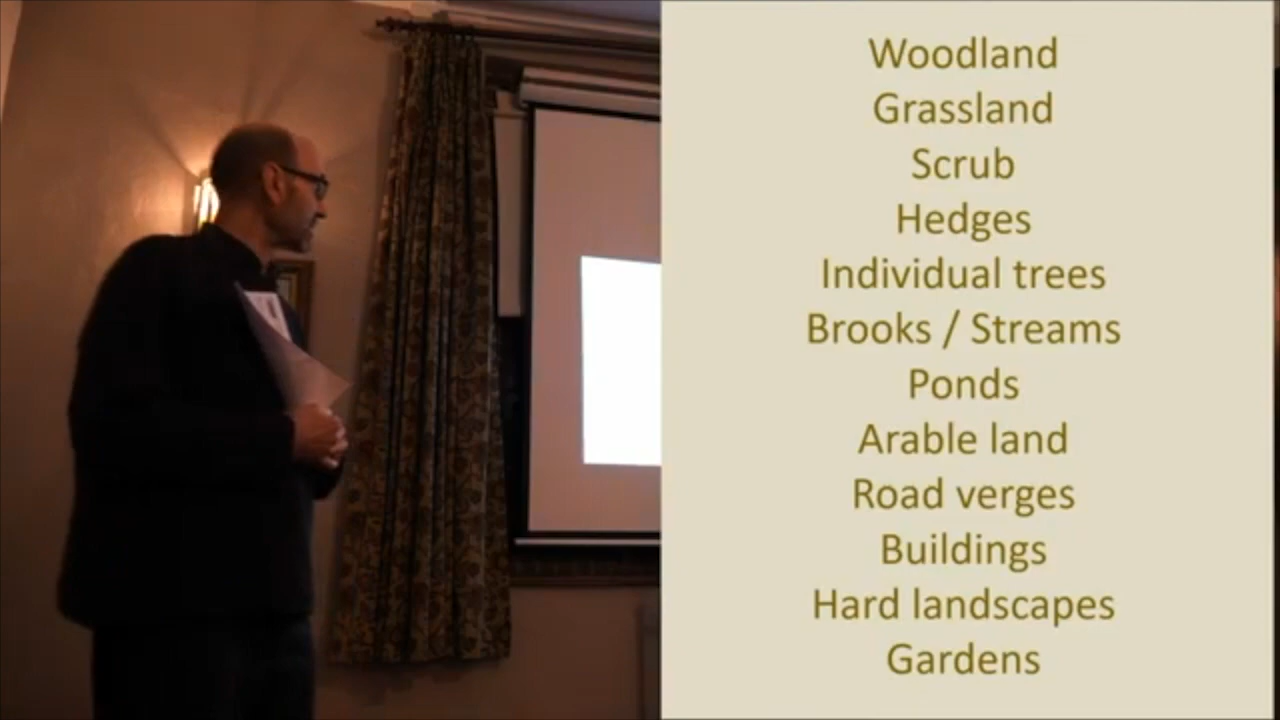 Woodland
Grassland
Scrub
Hedges
Individual trees
Brooks / Streams
Ponds
Arable land
Road verges
Buildings
Hard landscapes
Gardens